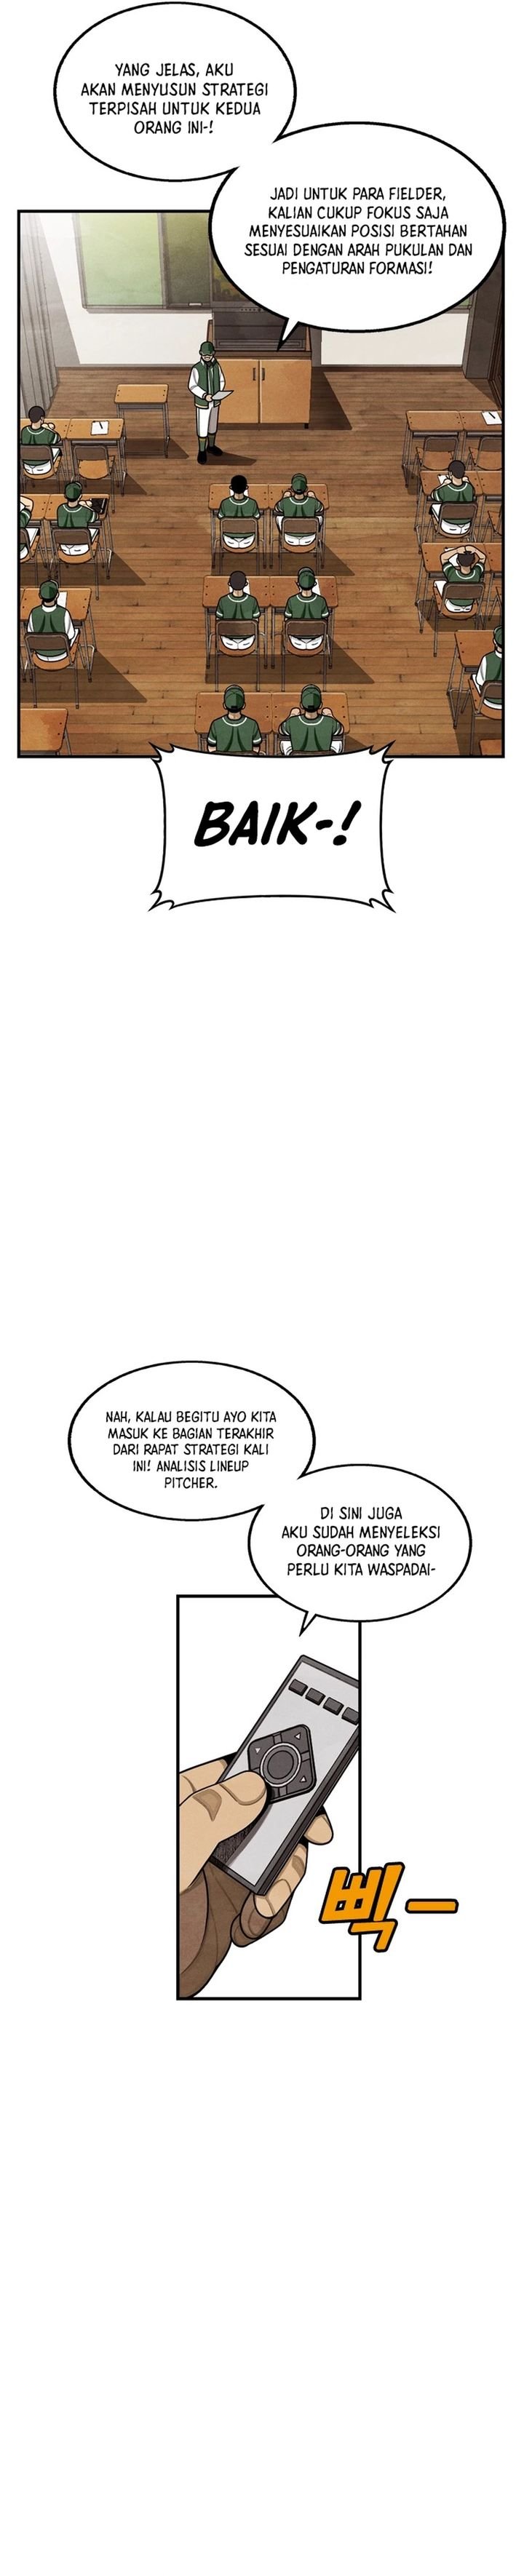 YANG JELAS, AKU
AKAN MENYUSUN STRATEGI
TERPISAH UNTUK KEDUA
ORANG INI-!
JADI UNTUK PARA FIELDER,
KALIAN CUKUP FOKUS SAJA
MENYESUAIKAN POSISI BERTAHAN
SESUAI DENGAN ARAH PUKULAN DAN
PENGATURAN FORMASI!
BAIK-!
NAH, KALAU BEGITU AYO KITA
MASUK KE BAGIAN TERAKHIR
DARI RAPAT STRATEGI KALI
INI! ANALISIS LINEUP
PITCHER.
DI SINI JUGA
AKU SUDAH MENYELEKSI
ORANG-ORANG YANG
PERLU KITA WASPADAI-
삑—